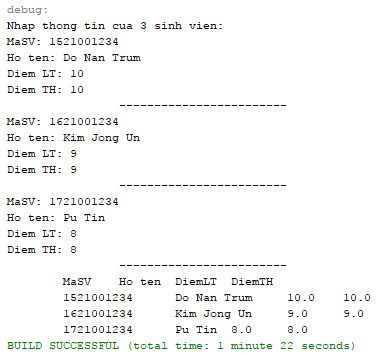 debug:
Nhap thong tin cua 3 sinh vien:
MaSV: 1521001234
Ho ten: Do Nan Trum
Diem LT: 10
Diem TH: 10
------------------------
MaSV: 1621001234
Ho ten: Kim Jong Un
Diem LT: 9
Diem TH: 9
------------------------
MaSV: 1721001234
Ho ten: Pu Tin
Diem LT: 8
Diem TH: 8
------------------------
MaSV Ho ten DiemLT DiemTH
1521001234 Do Nan Trum 10.0 10.0
1621001234 Kim Jong Un 9.0 9.0
1721001234 Pu Tin 8.0 8.0
BUILD SUCCESSFUL (total time: 1 minute 22 seconds)